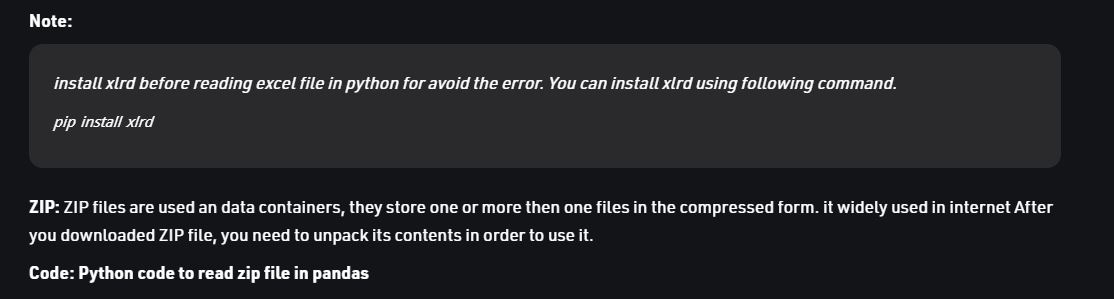 Note:
install xlrd before reading excel file in python for avoid the error. You can install xlrd using following command.
pip install xlrd
ZIP: ZIP files are used an data containers, they store one or more then one files in the compressed form. it widely used in internet After
you downloaded ZIP file, you need to unpack its contents in order to use it.
Code: Python code to read zip file in pandas